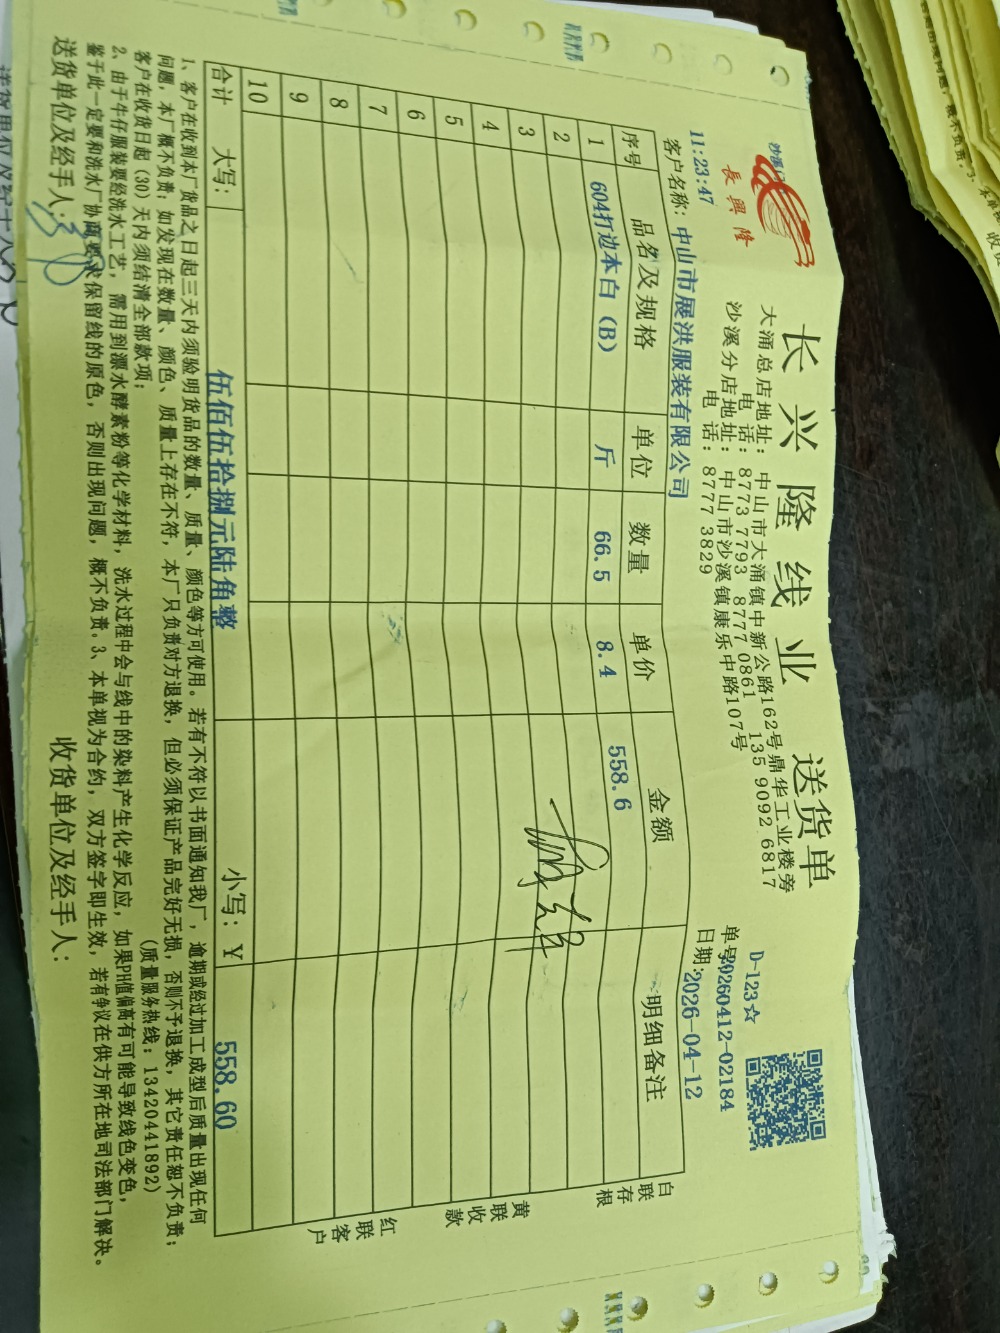 长兴隆线业 送货单
沙溪厂
長興隆
大涌总店地址：中山市大涌镇中新公路162号鼎华工业楼旁
电 话：8773 7793 8777 0861 135 9092 6817
沙溪分店地址：中山市沙溪镇康乐中路107号
电 话：8777 3829
D-123☆
单号20260412-02184
日期：2026-04-12
11:23:47
客户名称：中山市展洪服装有限公司
序号 品名及规格 单位 数量 单价 金额 明细备注
1 604打边本白（B） 斤 66.5 8.4 558.6
2
3
4
5
6
7
8
9
10
合计 大写： 伍佰伍拾捌元陆角整 小写：￥ 558.60
白联存根
黄联收款
红联客户
1、客户在收到本厂货品之日起三天内须验明货品的数量、质量、颜色等方可使用。若有不符以书面通知我厂，逾期或经过加工成型后质量出现任何
问题，本厂概不负责；如发现在数量、颜色、质量上存在不符，本厂只负责对方退换，但必须保证产品完好无损，否则不予退换，其它责任恕不负责；
客户在收货日起（30）天内须结清全部款项； （质量服务热线：13420441892）
2、由于牛仔服装要经洗水工艺，需用到漂水酵素粉等化学材料，洗水过程中会与线中的染料产生化学反应，如果PH值偏高有可能导致线色变色，
鉴于此一定要和洗水厂协商要求保留线的原色，否则出现问题，概不负责。3、本单视为合约，双方签字即生效，若有争议在供方所在地司法部门解决。
送货单位及经手人： 收货单位及经手人：